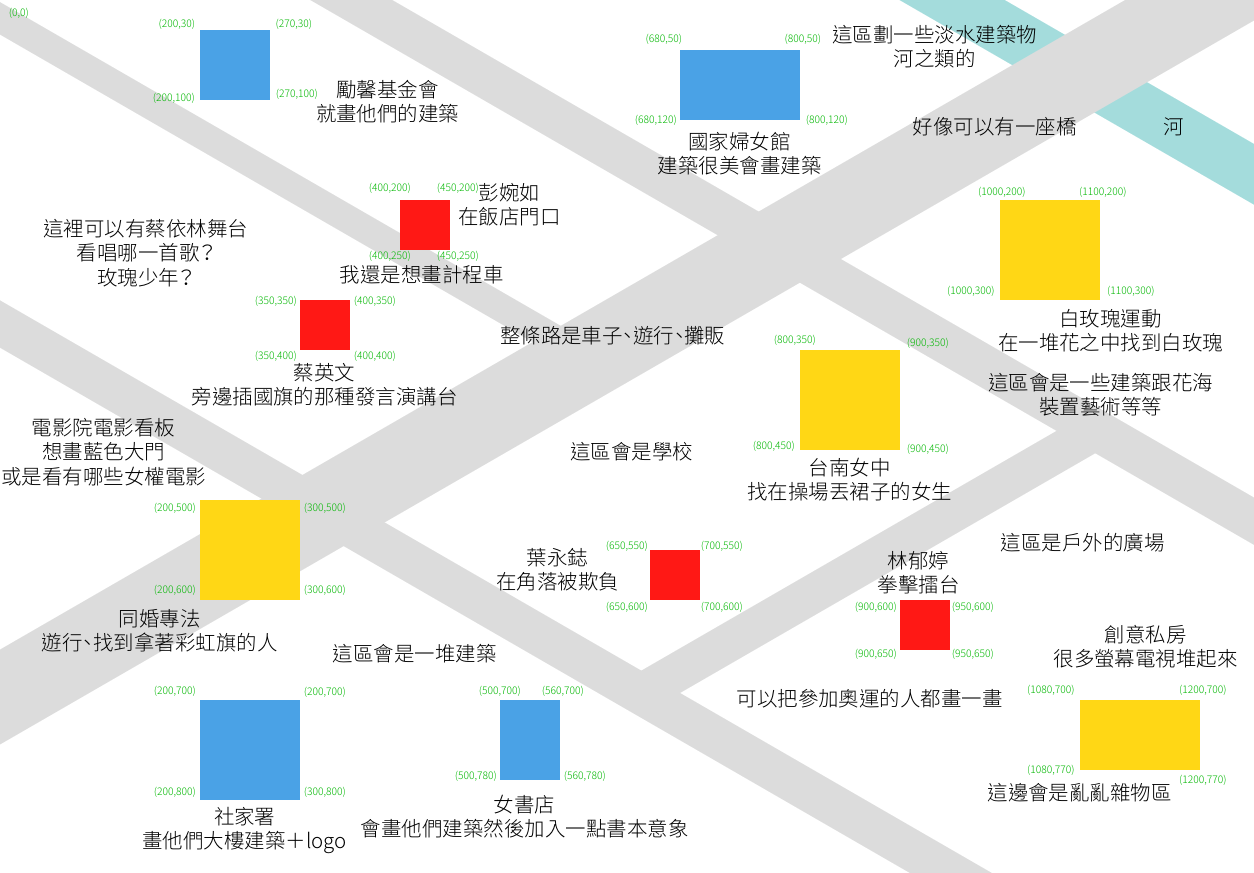 (0,0)
(200,30)
(270,30)
(200,100)
(270,100)
勵馨基金會
就畫他們的建築
(680,50)
(800,50)
(680,120)
(800,120)
國家婦女館
建築很美會畫建築
這區劃一些淡水建築物
河之類的
好像可以有一座橋
河
(400,200)
(450,200)
彭婉如
在飯店門口
(400,250)
(450,250)
我還是想畫計程車
這裡可以有蔡依林舞台
看唱哪一首歌？
玫瑰少年？
(1000,200)
(1100,200)
(1000,300)
(1100,300)
白玫瑰運動
在一堆花之中找到白玫瑰
(350,350)
(400,350)
(350,400)
(400,400)
蔡英文
旁邊插國旗的那種發言演講台
整條路是車子、遊行、攤販
(800,350)
(900,350)
(800,450)
(900,450)
台南女中
找在操場丟裙子的女生
這區會是一些建築跟花海
裝置藝術等等
電影院電影看板
想畫藍色大門
或是看有哪些女權電影
這區會是學校
(200,500)
(300,500)
(200,600)
(300,600)
同婚專法
遊行、找到拿著彩虹旗的人
葉永鋕
在角落被欺負
(650,550)
(700,550)
(650,600)
(700,600)
這區是戶外的廣場
林郁婷
拳擊擂台
(900,600)
(950,600)
(900,650)
(950,650)
創意私房
很多螢幕電視堆起來
這區會是一堆建築
可以把參加奧運的人都畫一畫
(1080,700)
(1200,700)
(1080,770)
(1200,770)
這邊會是亂亂雜物區
(200,700)
(200,700)
(200,800)
(300,800)
社家署
畫他們大樓建築＋logo
(500,700)
(560,700)
(500,780)
(560,780)
女書店
會畫他們建築然後加入一點書本意象